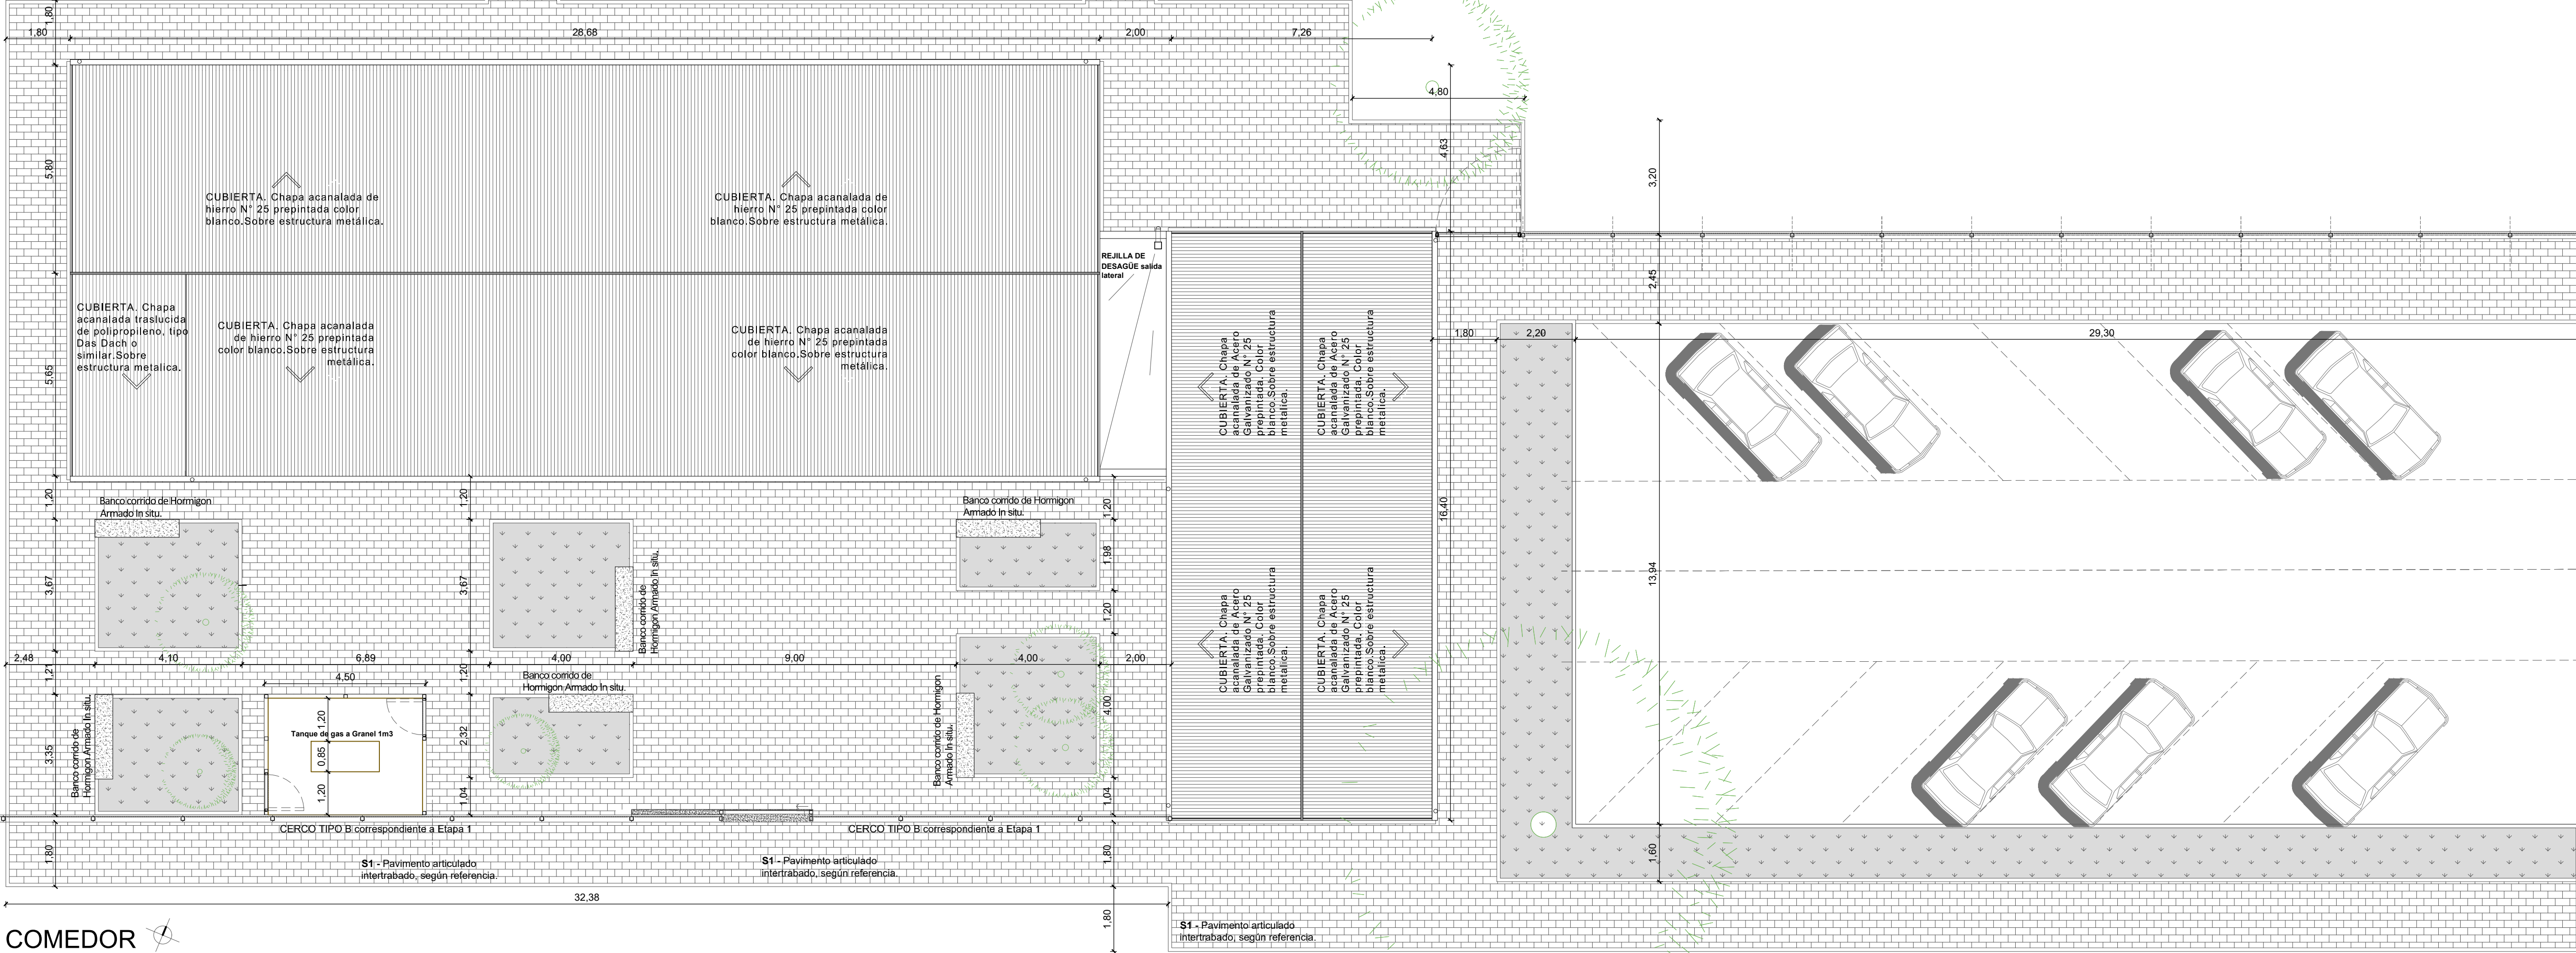 1,80
1,80
28,68
2,00
7,26
4,80
4,63
3,20
5,80
CUBIERTA. Chapa acanalada de
hierro N° 25 prepintada color
blanco.Sobre estructura metálica.
CUBIERTA. Chapa acanalada de
hierro N° 25 prepintada color
blanco.Sobre estructura metálica.
REJILLA DE
DESAGÜE salida
lateral
2,45
CUBIERTA. Chapa
acanalada traslucida
de polipropileno, tipo
Das Dach o
similar.Sobre
estructura metalica.
CUBIERTA. Chapa acanalada
de hierro N° 25 prepintada
color blanco.Sobre estructura
metálica.
CUBIERTA. Chapa acanalada
de hierro N° 25 prepintada
color blanco.Sobre estructura
metálica.
5,65
CUBIERTA. Chapa
acanalada de Acero
Galvanizado N° 25
prepintada. Color
blanco.Sobre estructura
metalica.
CUBIERTA. Chapa
acanalada de Acero
Galvanizado N° 25
prepintada. Color
blanco.Sobre estructura
metalica.
1,80
2,20
29,30
1,20
Banco corrido de Hormigon
Armado In situ.
1,20
Banco corrido de Hormigon
Armado In situ.
1,20
16,40
3,67
3,67
Banco corrido de
Hormigon Armado In situ.
1,98
13,94
1,20
CUBIERTA. Chapa
acanalada de Acero
Galvanizado N° 25
prepintada. Color
blanco.Sobre estructura
metalica.
CUBIERTA. Chapa
acanalada de Acero
Galvanizado N° 25
prepintada. Color
blanco.Sobre estructura
metalica.
2,48
4,10
6,89
4,00
9,00
4,00
2,00
1,21
4,50
1,20
Banco corrido de
Hormigon Armado In situ.
Banco corrido de
Hormigon Armado In situ.
1,20
Tanque de gas a Granel 1m3
0.85
1,20
3,35
2,32
Banco corrido de Hormigon
Armado In situ.
4,00
1,04
1,04
CERCO TIPO B correspondiente a Etapa 1
CERCO TIPO B correspondiente a Etapa 1
1,80
S1 - Pavimento articulado
intertrabado, según referencia.
S1 - Pavimento articulado
intertrabado, según referencia.
1,80
1,60
32,38
1,80
S1 - Pavimento articulado
intertrabado, según referencia.
COMEDOR